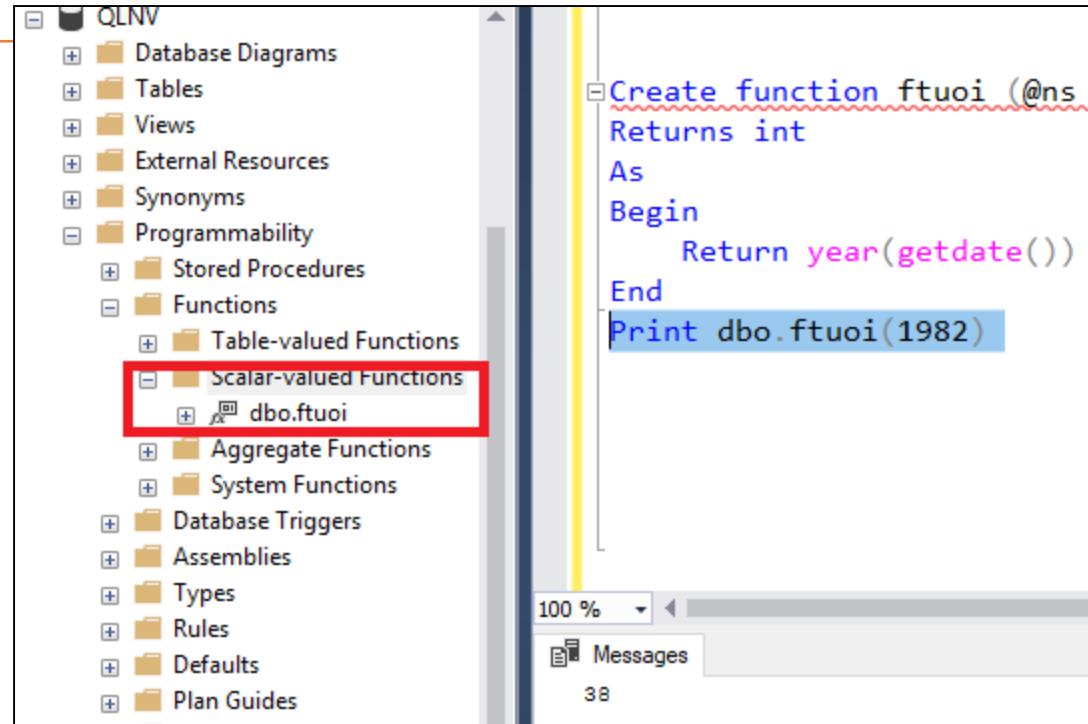 QLNV
Database Diagrams
Tables
Views
External Resources
Synonyms
Programmability
Stored Procedures
Functions
Table-valued Functions
Scalar-valued Functions
dbo.ftuoi
Aggregate Functions
System Functions
Database Triggers
Assemblies
Types
Rules
Defaults
Plan Guides
Create function ftuoi (@ns
Returns int
As
Begin
Return year(getdate())
End
Print dbo.ftuoi(1982)
100 %
Messages
38